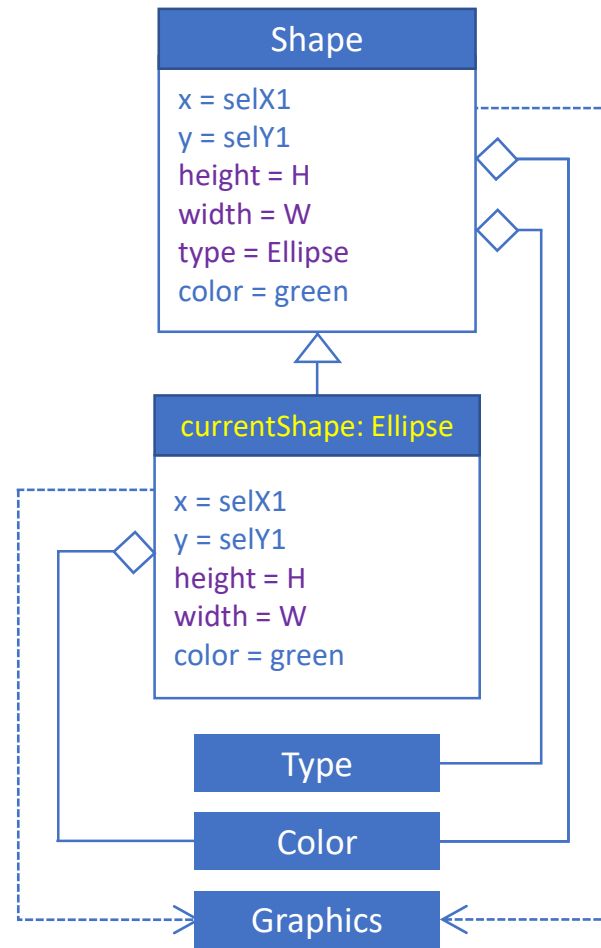 Shape
x = selX1
y = selY1
height = H
width = W
type = Ellipse
color = green
currentShape: Ellipse
x = selX1
y = selY1
height = H
width = W
color = green
Type
Color
Graphics